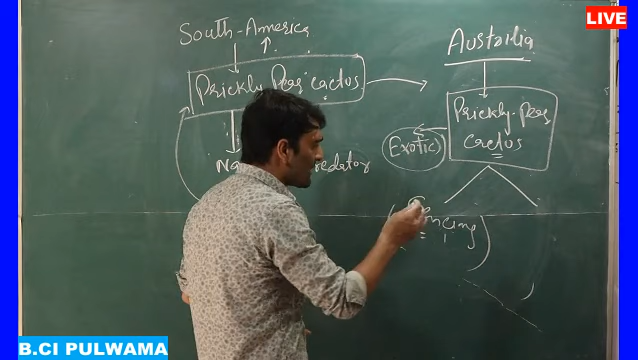 South-America
Prickly Pear cactus
Australia
Prickly-Pear
cactus
Exotic
LIVE
B.CI PULWAMA